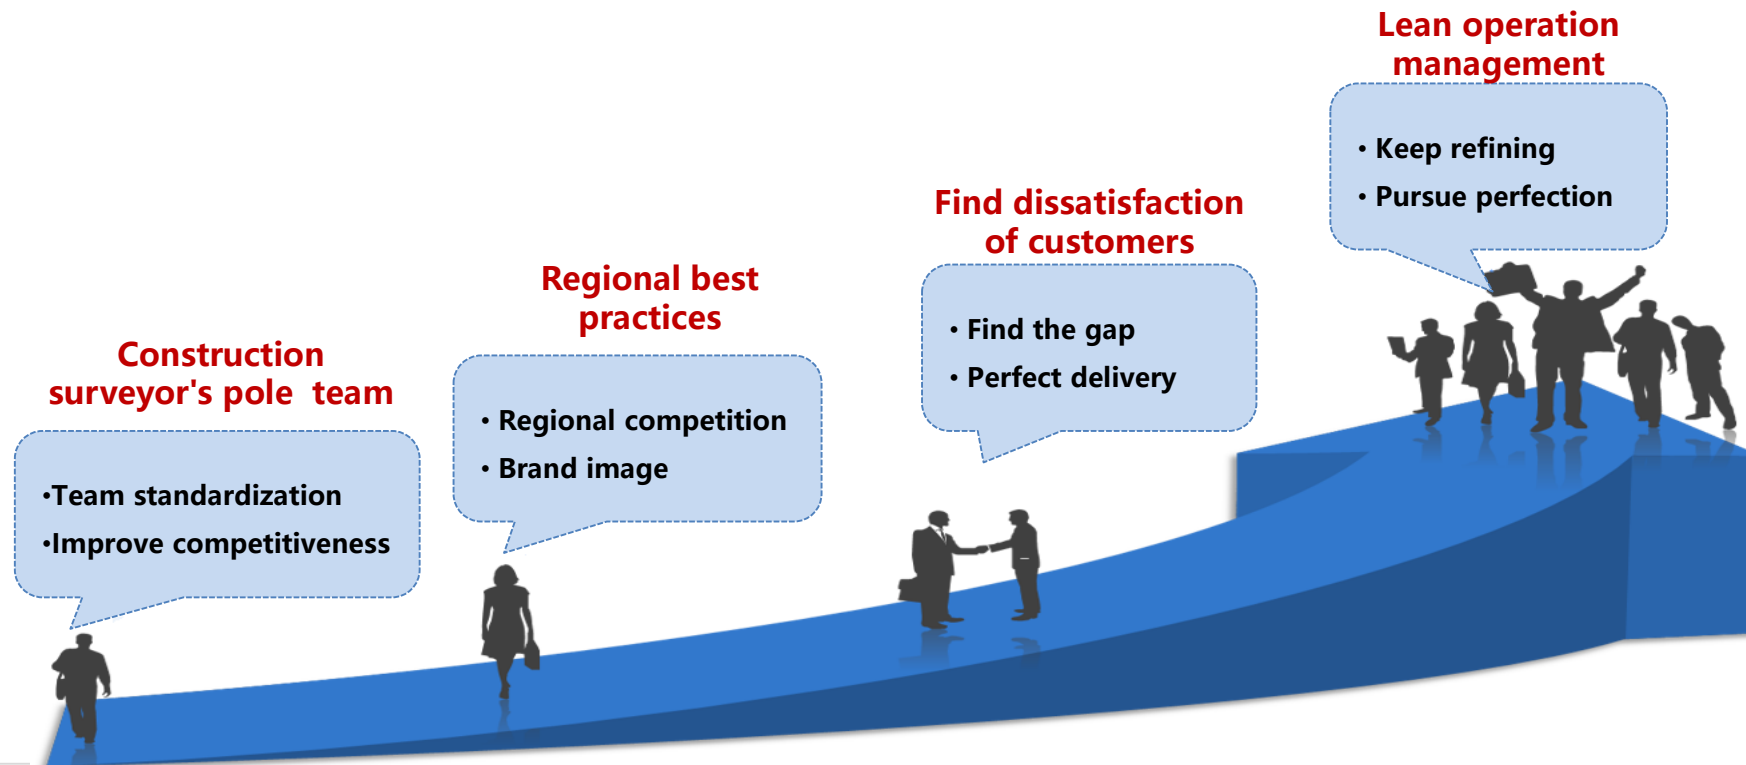 Construction
surveyor's pole  team
•Team standardization
•Improve competitiveness
Regional best
practices
• Regional competition
• Brand image
Find dissatisfaction
of customers
• Find the gap
• Perfect delivery
Lean operation
management
• Keep refining
• Pursue perfection